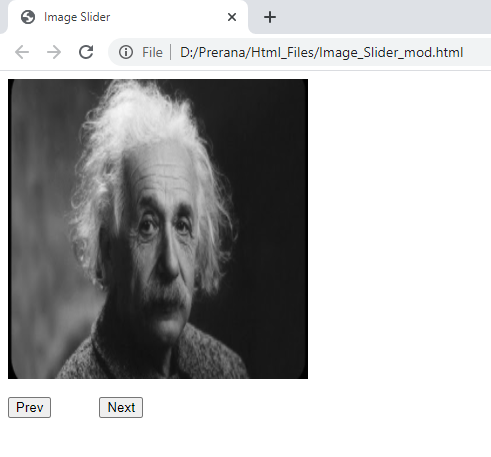 Image Slider
File | D:/Prerana/Html_Files/Image_Slider_mod.html
Prev Next